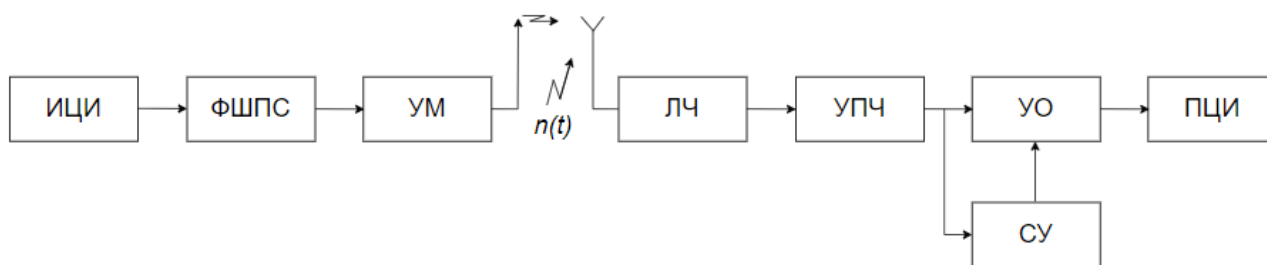 ИЦИ
ФШПС
УМ
n(t)
ЛЧ
УПЧ
УО
ПЦИ
СУ